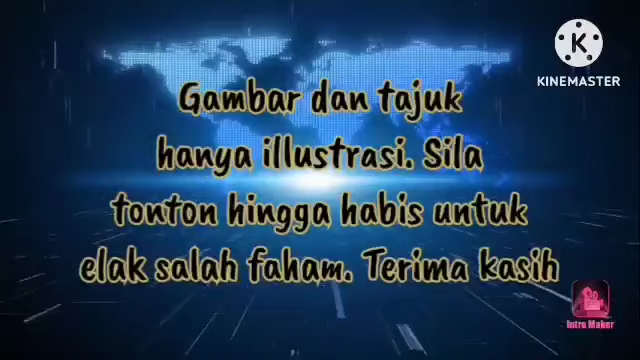 KINEMASTER
Gambar dan tajuk
hanya illustrasi. Sila
tonton hingga habis untuk
elak salah faham. Terima kasih
Intro Maker